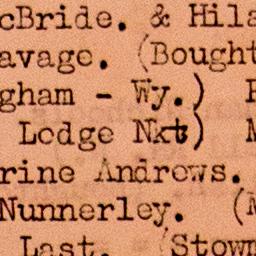 cBride. & Hila
avage. (Bought
gham - Wy.)
Lodge Nkt)
rine Andrews.
Nunnerley. (M
Last. (Stown